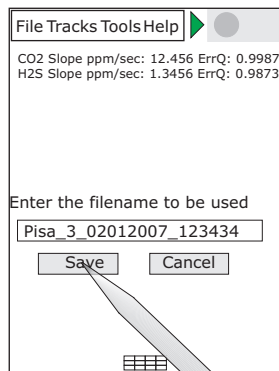 File Tracks Tools Help
CO2 Slope ppm/sec: 12.456 ErrQ: 0.9987
H2S Slope ppm/sec: 1.3456 ErrQ: 0.9873
Enter the filename to be used
Pisa_3_02012007_123434
Save Cancel